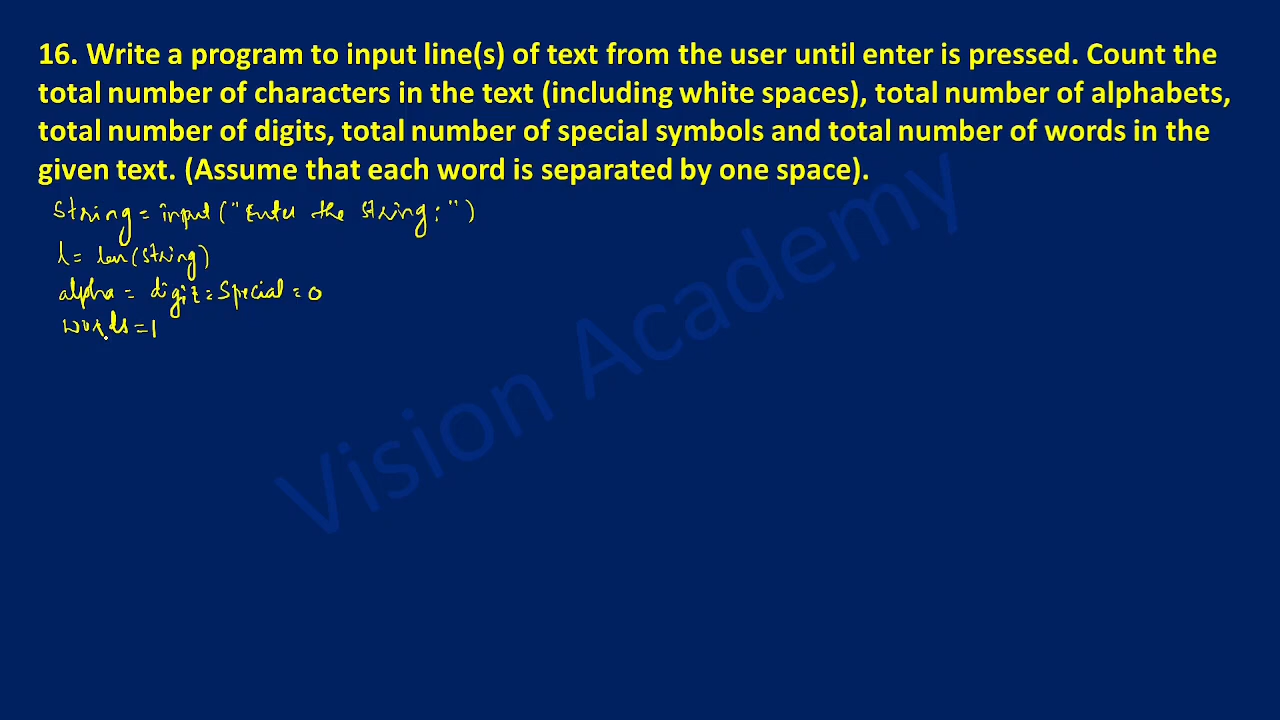 16. Write a program to input line(s) of text from the user until enter is pressed. Count the
total number of characters in the text (including white spaces), total number of alphabets,
total number of digits, total number of special symbols and total number of words in the
given text. (Assume that each word is separated by one space).
String = input ("Enter the string: ")
l = len(string)
alpha = digit = special = 0
words = 1
Vision Academy